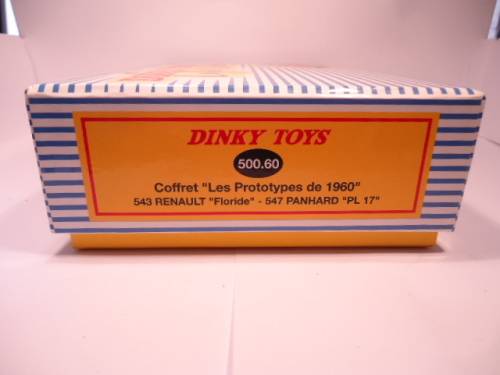 DINKY TOYS
500.60
Coffret "Les Prototypes de 1960"
543 RENAULT "Floride" - 547 PANHARD "PL 17"